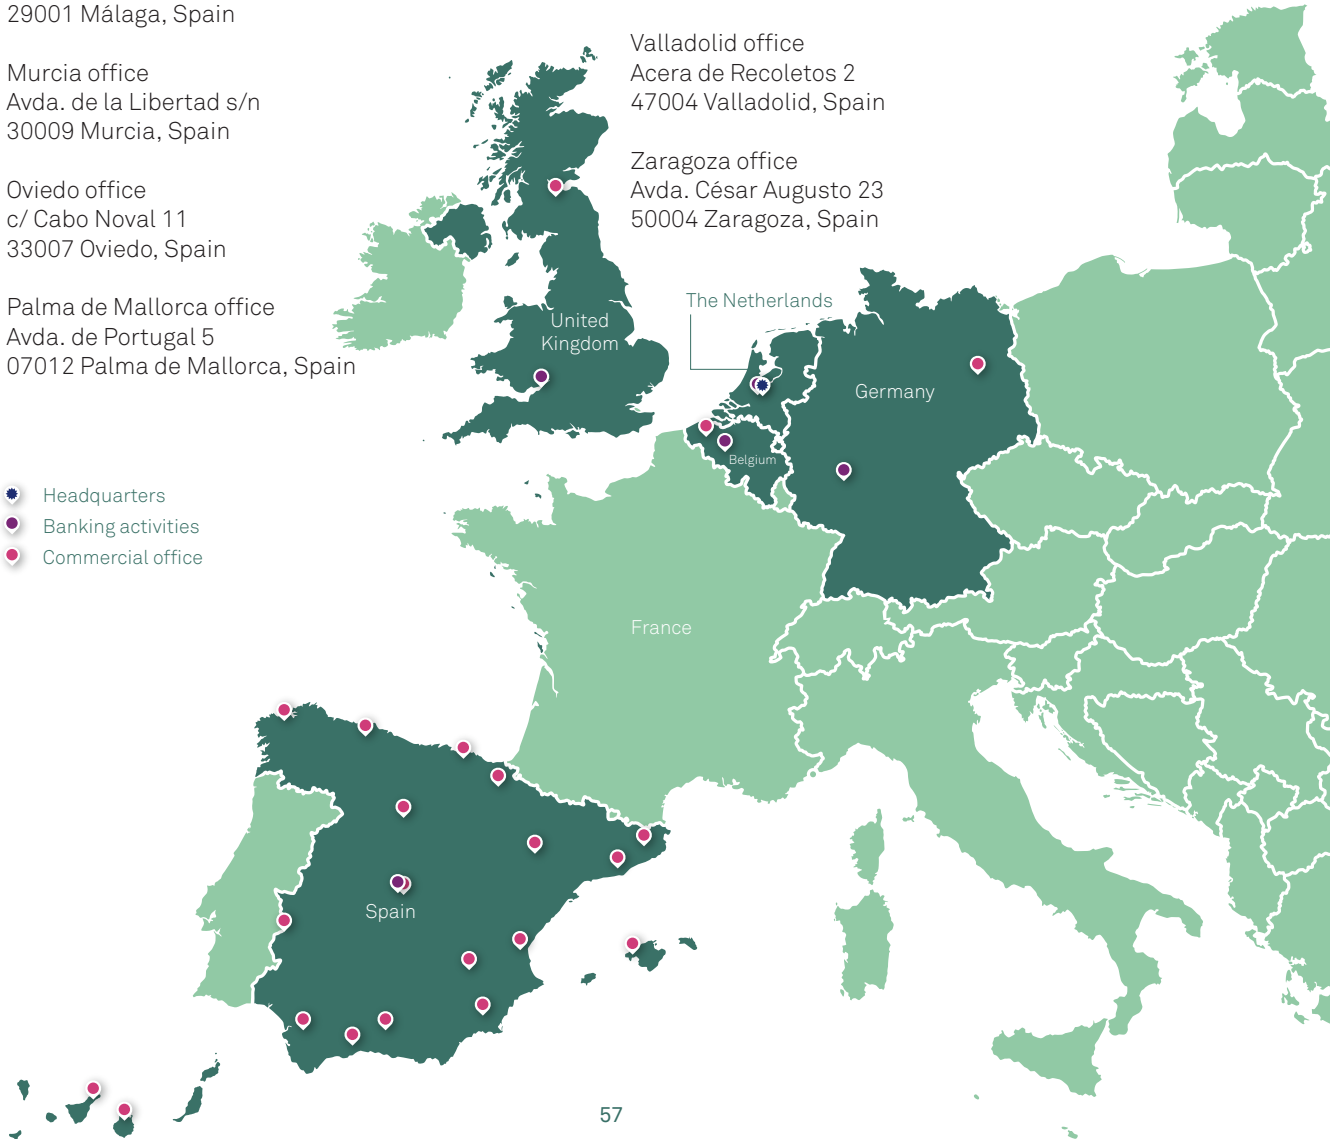 29001 Málaga, Spain
Murcia office
Avda. de la Libertad s/n
30009 Murcia, Spain
Oviedo office
c/ Cabo Noval 11
33007 Oviedo, Spain
Palma de Mallorca office
Avda. de Portugal 5
07012 Palma de Mallorca, Spain
Valladolid office
Acera de Recoletos 2
47004 Valladolid, Spain
Zaragoza office
Avda. César Augusto 23
50004 Zaragoza, Spain
The Netherlands
United
Kingdom
Germany
Belgium
Headquarters
Banking activities
Commercial office
France
Spain
57